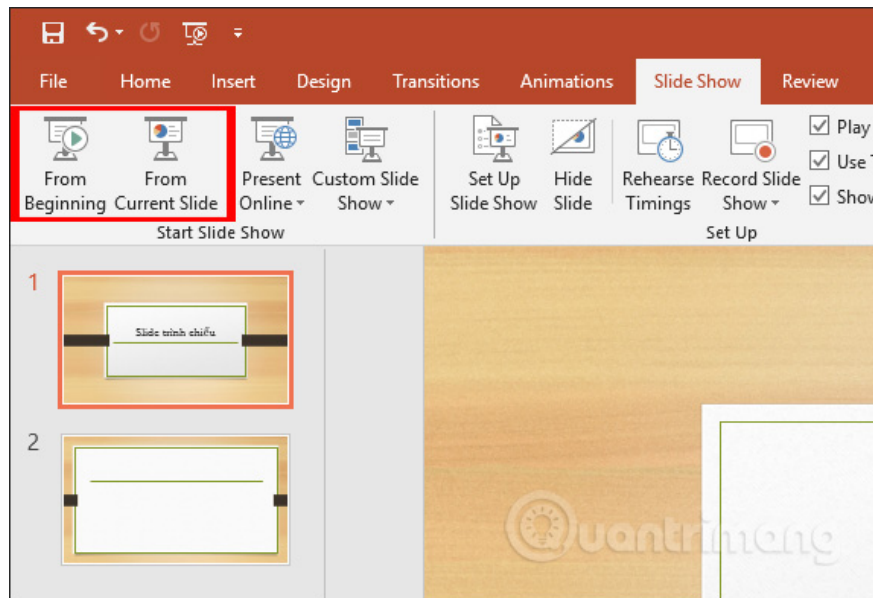 File Home Insert Design Transitions Animations Slide Show Review
From Beginning
From Current Slide
Present Online
Custom Slide Show
Start Slide Show
Set Up Slide Show
Hide Slide
Rehearse Timings
Record Slide Show
Play
Use
Show
Set Up
1
Slide trình chiếu
2
Quantrimang